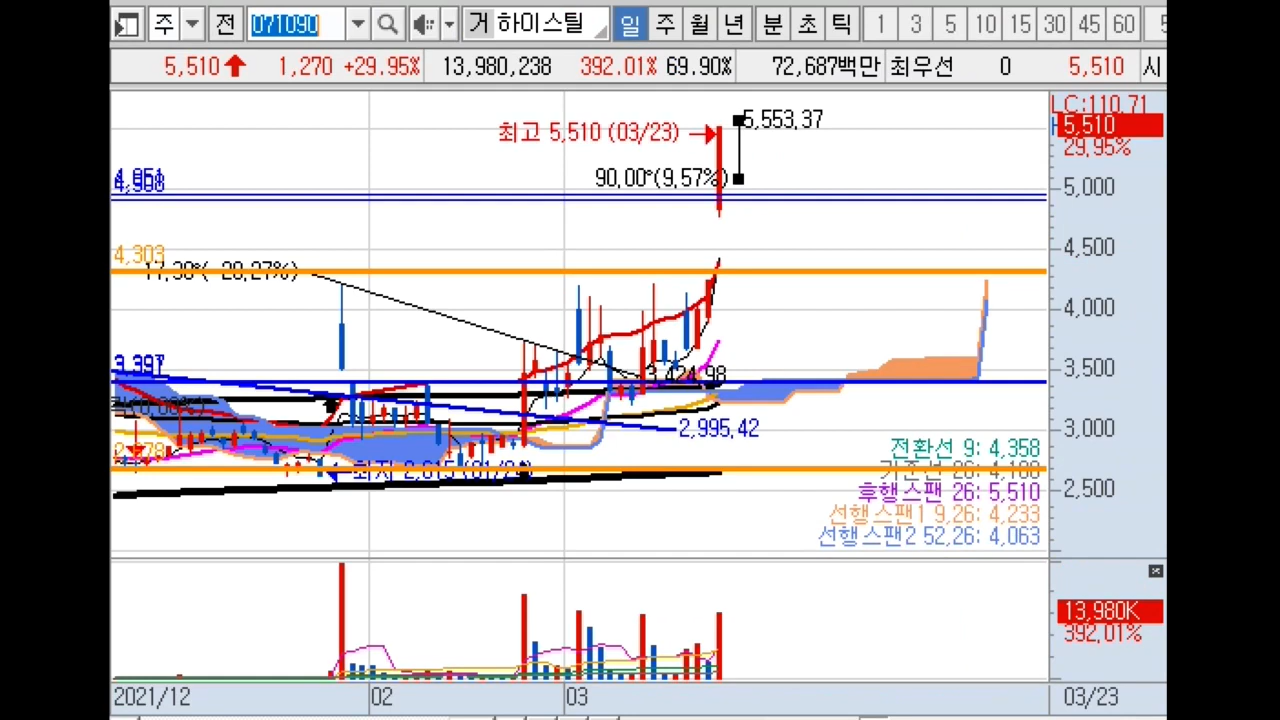 주 전 071090 거 하이스틸 일 주 월 년 분 초 틱 1 3 5 10 15 30 45 60 5
5,510 1,270 +29.95% 13,980,238 392.01% 69.90% 72,687백만 최우선 0 5,510 시
LC:110.71
5,510
29.95%
최고 5,510 (03/23)
5,553.37
90.00°(9.57%)
5,000
4,500
4,303
4,000
3,397
3,500
3,424.98
3,000
2,995.42
2,500
전환선 9: 4,358
후행스팬 26: 5,510
선행스팬1 9,26: 4,233
선행스팬2 52,26: 4,063
13,980K
392.01%
2021/12 02 03 03/23